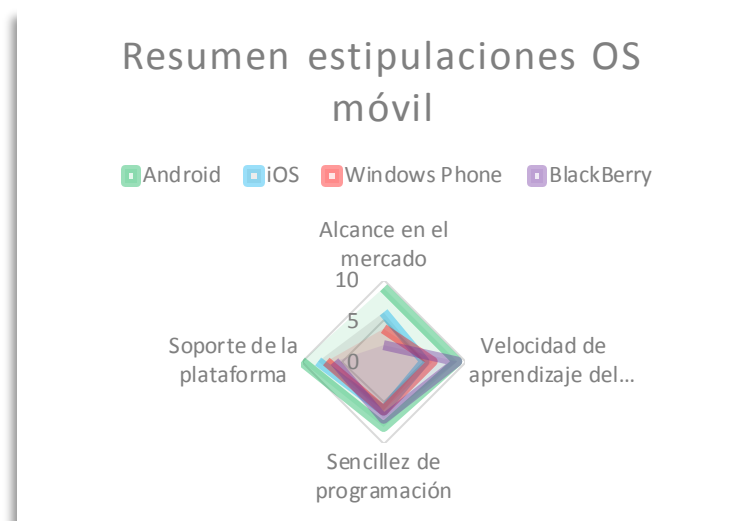 Resumen estipulaciones OS
móvil
Android iOS Windows Phone BlackBerry
Alcance en el
mercado
10
5
0
Soporte de la
plataforma
Velocidad de
aprendizaje del...
Sencillez de
programación